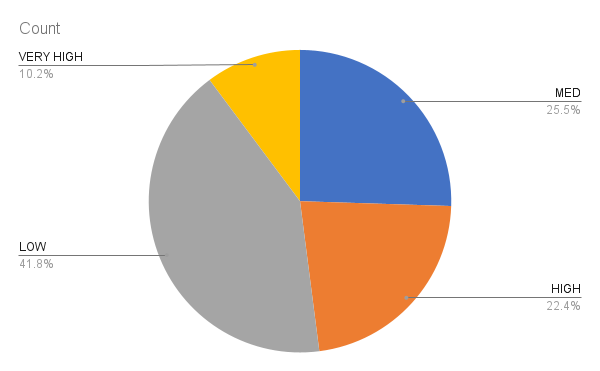 Count
VERY HIGH
10.2%
MED
25.5%
LOW
41.8%
HIGH
22.4%